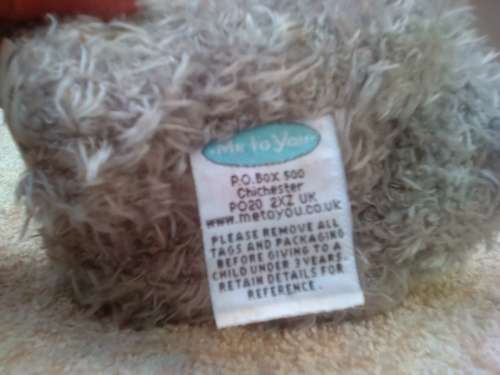 Me to You
P.O.Box 500
Chichester
PO20 2XZ UK
www.metoyou.co.uk
PLEASE REMOVE ALL
TAGS AND PACKAGING
BEFORE GIVING TO A
CHILD UNDER 3 YEARS.
RETAIN DETAILS FOR
REFERENCE.